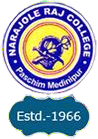 NARAJOLE RAJ COLLEGE
Paschim Medinipur
Estd.-1966